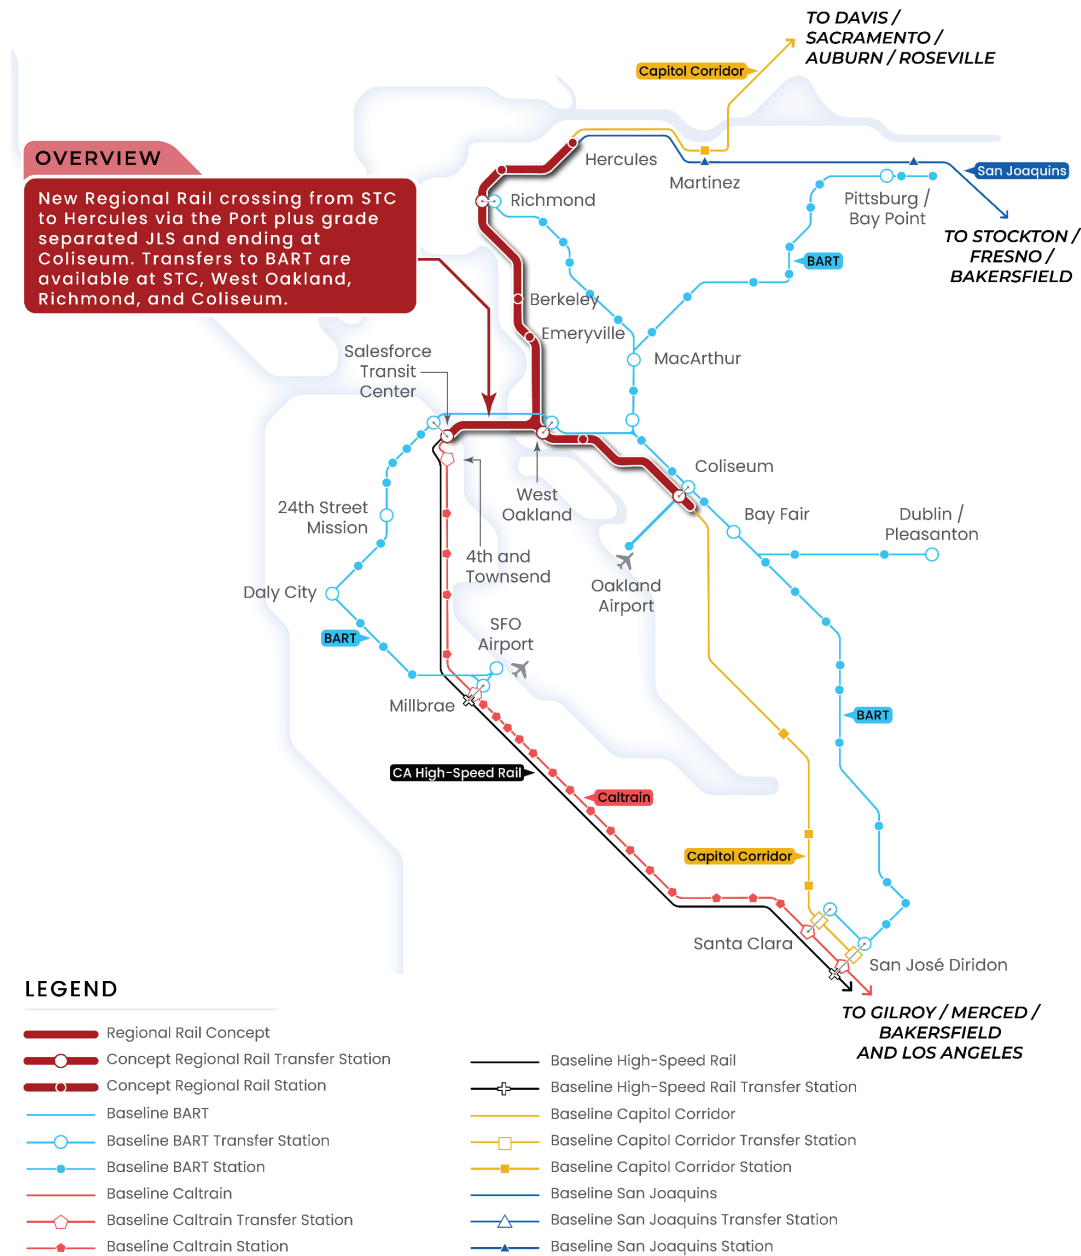 TO DAVIS /
SACRAMENTO /
AUBURN / ROSEVILLE
Capitol Corridor
OVERVIEW
New Regional Rail crossing from STC
to Hercules via the Port plus grade
separated JLS and ending at
Coliseum. Transfers to BART are
available at STC, West Oakland,
Richmond, and Coliseum.
Hercules
Martinez
San Joaquins
Richmond
Pittsburg /
Bay Point
TO STOCKTON /
FRESNO /
BAKERSFIELD
BART
Berkeley
Emeryville
Salesforce
Transit
Center
MacArthur
West
Oakland
Coliseum
24th Street
Mission
Bay Fair
Dublin /
Pleasanton
4th and
Townsend
Oakland
Airport
Daly City
SFO
Airport
BART
Millbrae
BART
CA High-Speed Rail
Caltrain
Capitol Corridor
Santa Clara
San José Diridon
TO GILROY / MERCED /
BAKERSFIELD
AND LOS ANGELES
LEGEND
Regional Rail Concept
Concept Regional Rail Transfer Station
Concept Regional Rail Station
Baseline BART
Baseline BART Transfer Station
Baseline BART Station
Baseline Caltrain
Baseline Caltrain Transfer Station
Baseline Caltrain Station
Baseline High-Speed Rail
Baseline High-Speed Rail Transfer Station
Baseline Capitol Corridor
Baseline Capitol Corridor Transfer Station
Baseline Capitol Corridor Station
Baseline San Joaquins
Baseline San Joaquins Transfer Station
Baseline San Joaquins Station